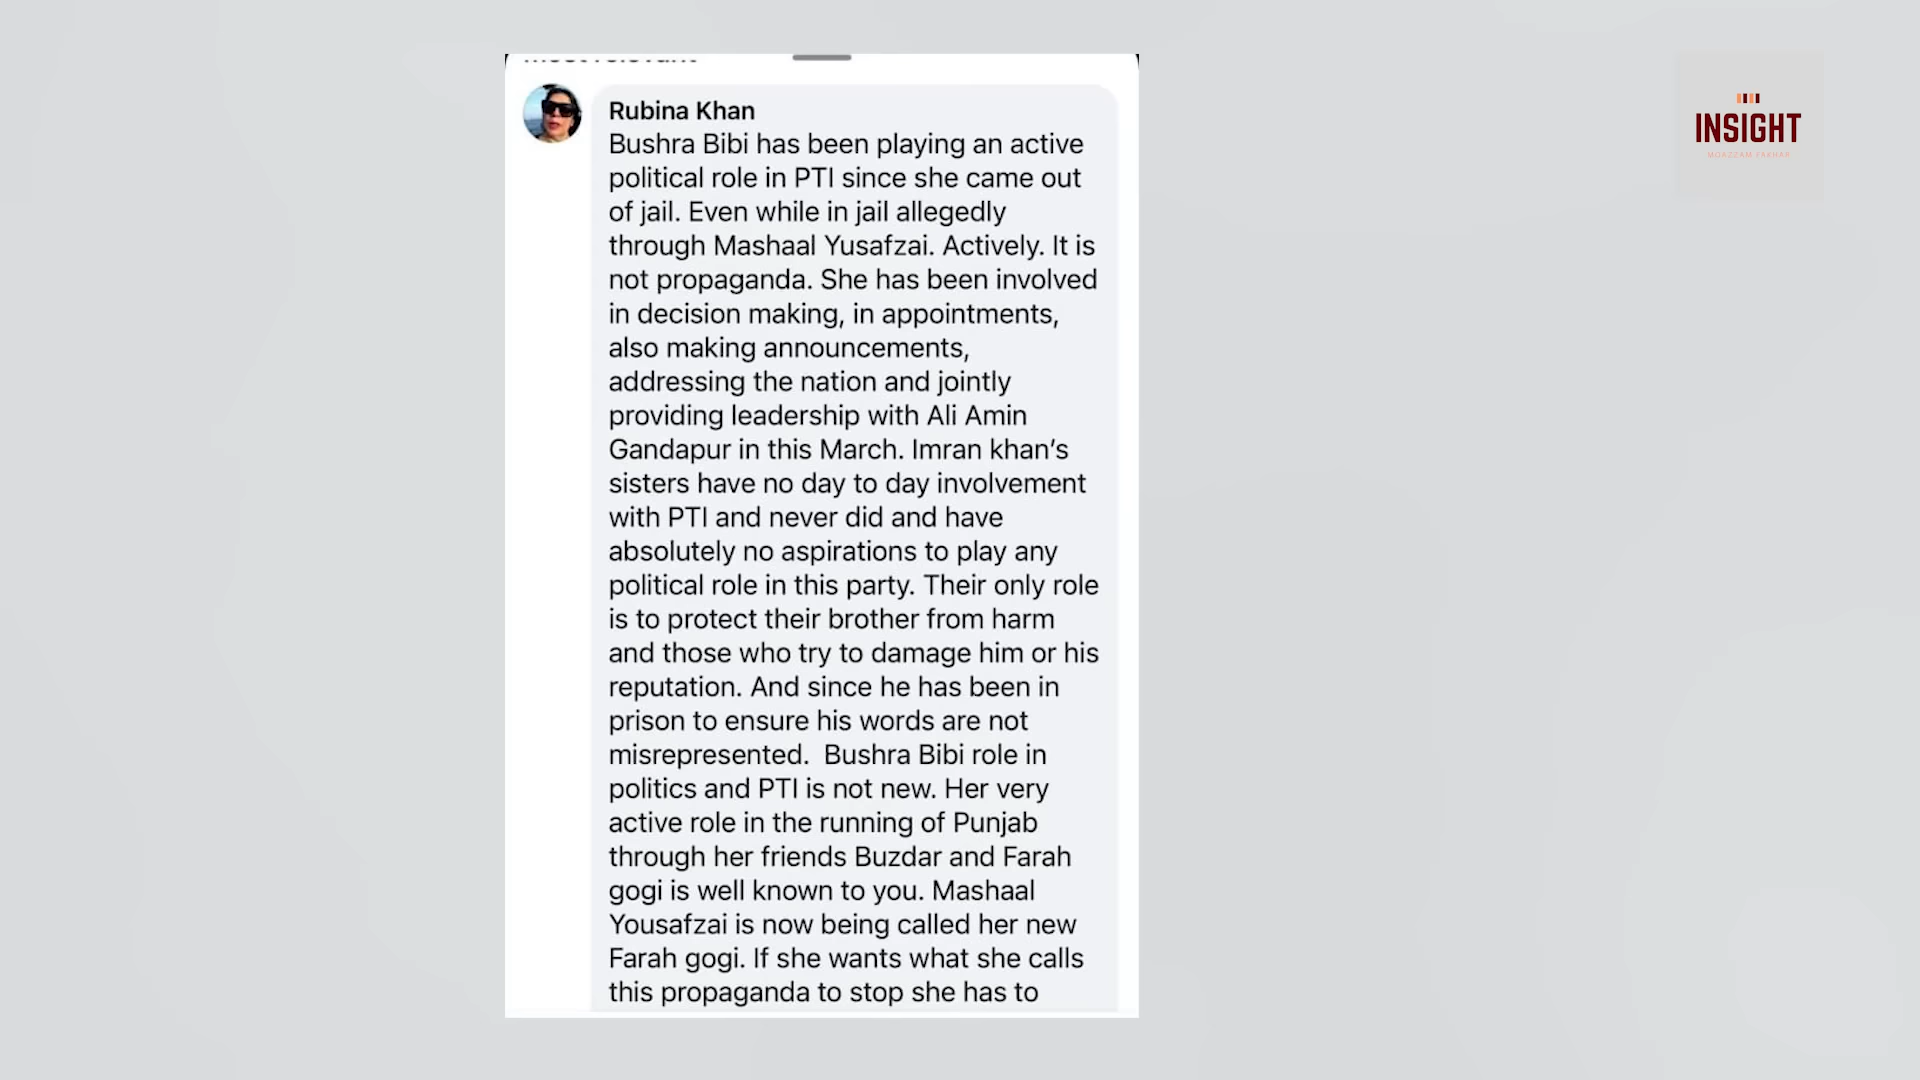 Most relevant
Rubina Khan
Bushra Bibi has been playing an active
political role in PTI since she came out
of jail. Even while in jail allegedly
through Mashaal Yusafzai. Actively. It is
not propaganda. She has been involved
in decision making, in appointments,
also making announcements,
addressing the nation and jointly
providing leadership with Ali Amin
Gandapur in this March. Imran khan’s
sisters have no day to day involvement
with PTI and never did and have
absolutely no aspirations to play any
political role in this party. Their only role
is to protect their brother from harm
and those who try to damage him or his
reputation. And since he has been in
prison to ensure his words are not
misrepresented.  Bushra Bibi role in
politics and PTI is not new. Her very
active role in the running of Punjab
through her friends Buzdar and Farah
gogi is well known to you. Mashaal
Yousafzai is now being called her new
Farah gogi. If she wants what she calls
this propaganda to stop she has to
INSIGHT
MOAZZAM FAKHAR